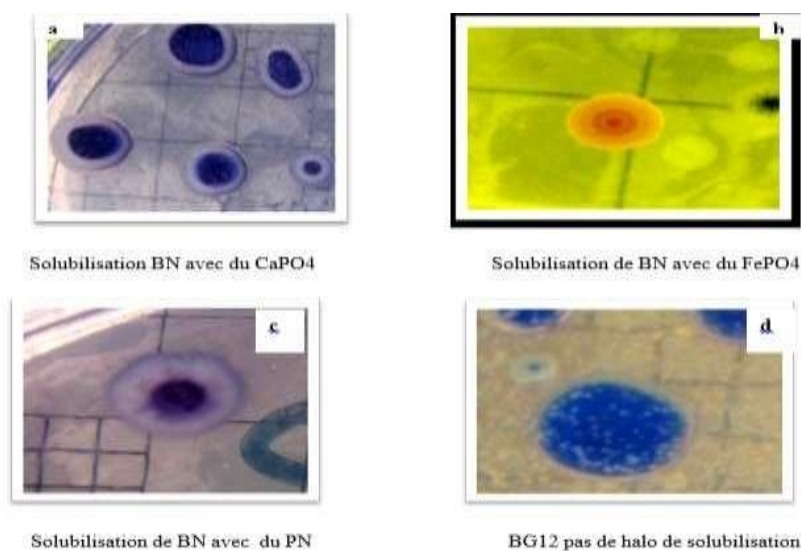 a
b
Solubilisation BN avec du CaPO4
Solubilisation de BN avec du FePO4
c
d
Solubilisation de BN avec du PN
BG12 pas de halo de solubilisation